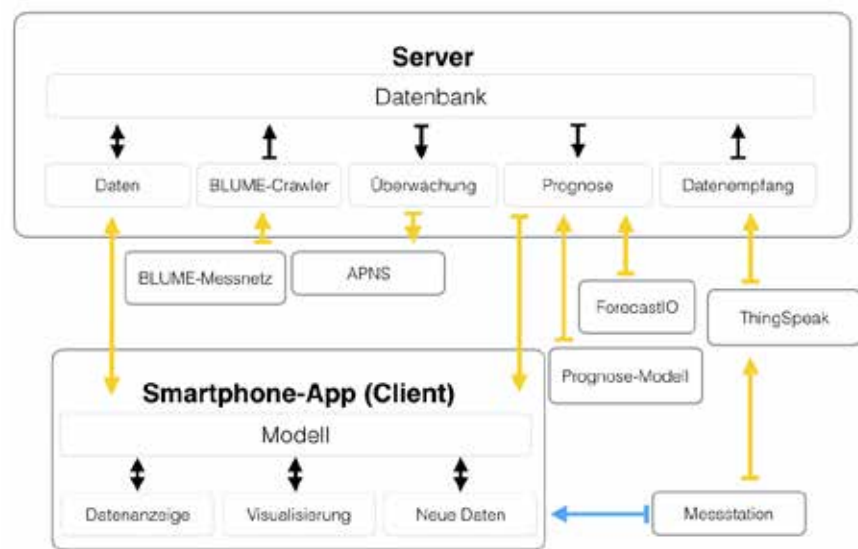 Server
Datenbank
Daten
BLUME-Crawler
Überwachung
Prognose
Datenempfang
BLUME-Messnetz
APNS
ForecastIO
ThingSpeak
Prognose-Modell
Smartphone-App (Client)
Modell
Datenanzeige
Visualisierung
Neue Daten
Messstation